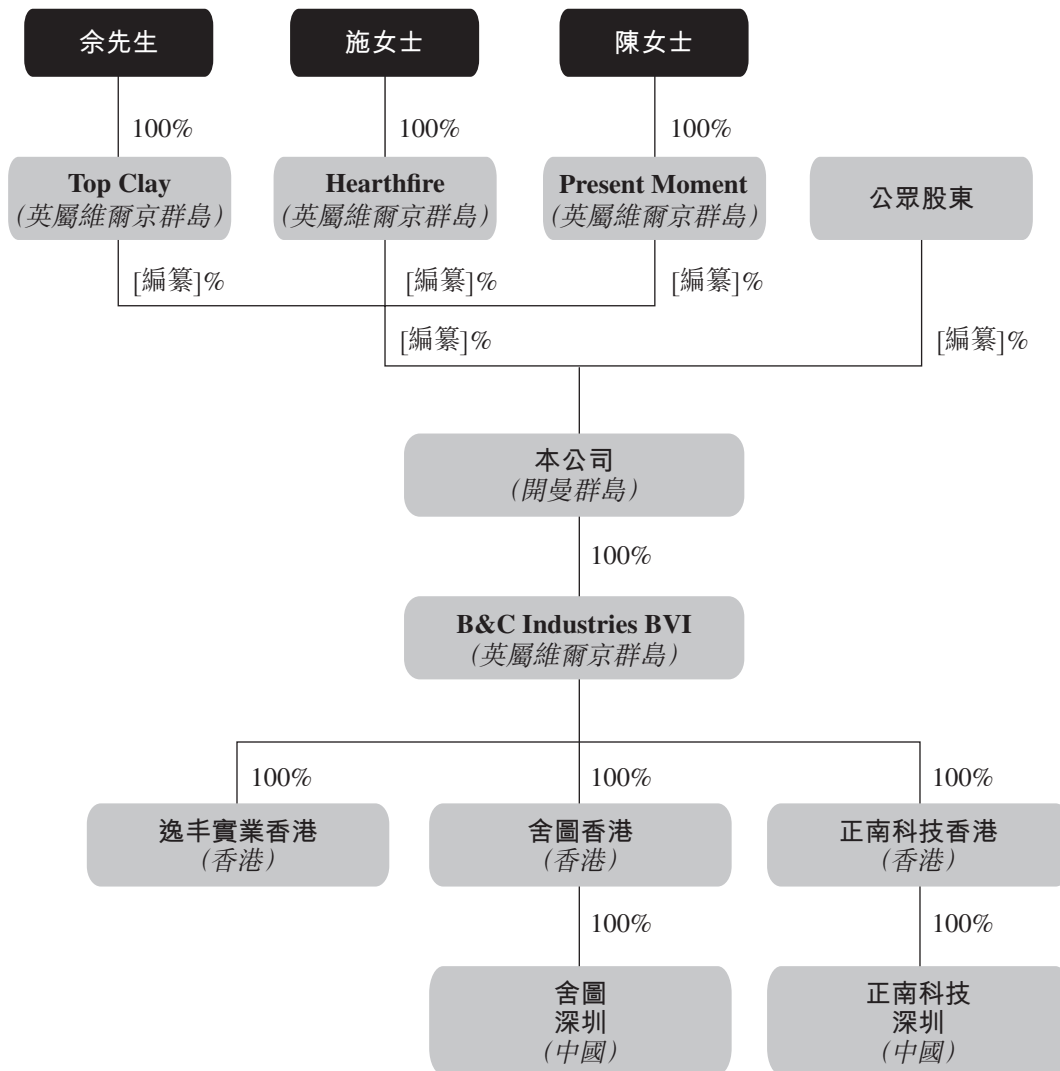 佘先生
施女士
陳女士
100%
100%
100%
Top Clay
(英屬維爾京群島)
Hearthfire
(英屬維爾京群島)
Present Moment
(英屬維爾京群島)
公眾股東
[編纂]%
[編纂]%
[編纂]%
[編纂]%
[編纂]%
本公司
(開曼群島)
100%
B&C Industries BVI
(英屬維爾京群島)
100%
100%
100%
逸丰實業香港
(香港)
舍圖香港
(香港)
正南科技香港
(香港)
100%
100%
舍圖
深圳
(中國)
正南科技
深圳
(中國)